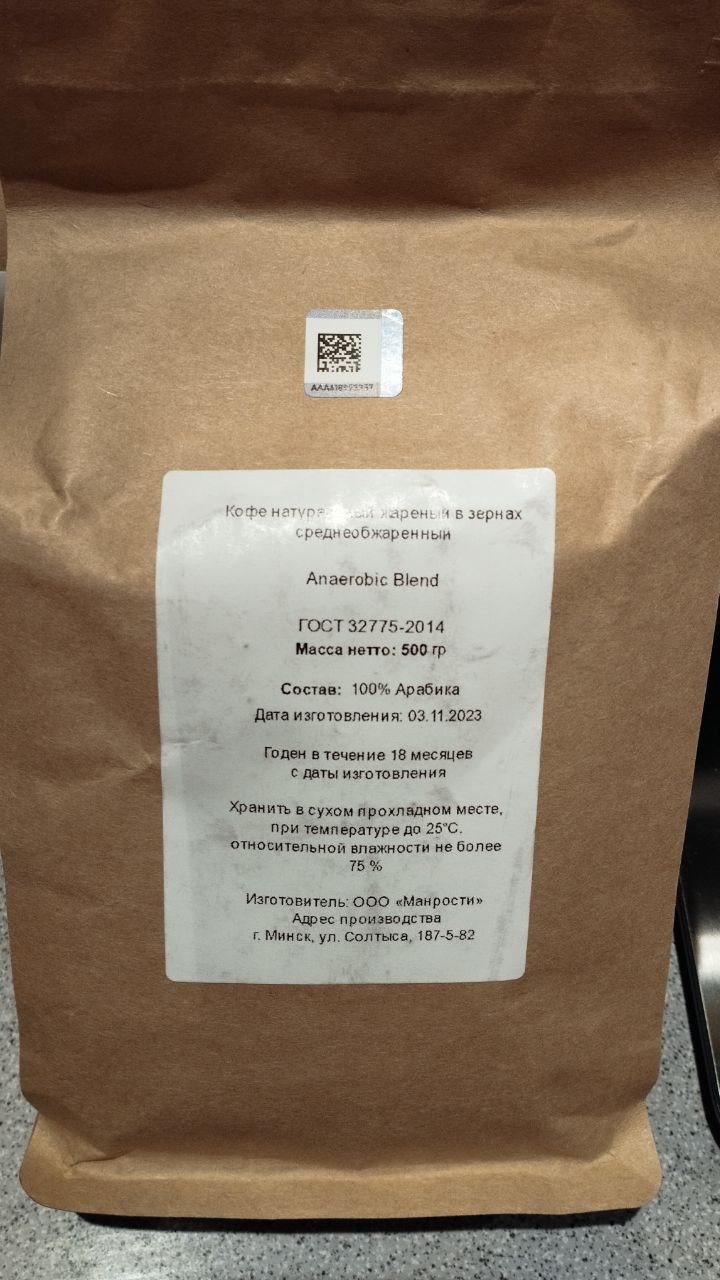 Кофе жареный в зернах
среднеобжаренный
Anaerobic Blend
ГОСТ 32775-2014
Масса нетто: 500 гр
Состав: 100% Арабика
Дата изготовления: 03.11.2023
Годен в течение 18 месяцев
с даты изготовления
Хранить в сухом прохладном месте,
при температуре до 25°С.
относительной влажности не более
75 %
Изготовитель: ООО «Манрости»
Адрес производства
г. Минск, ул. Солтыса, 187-5-82